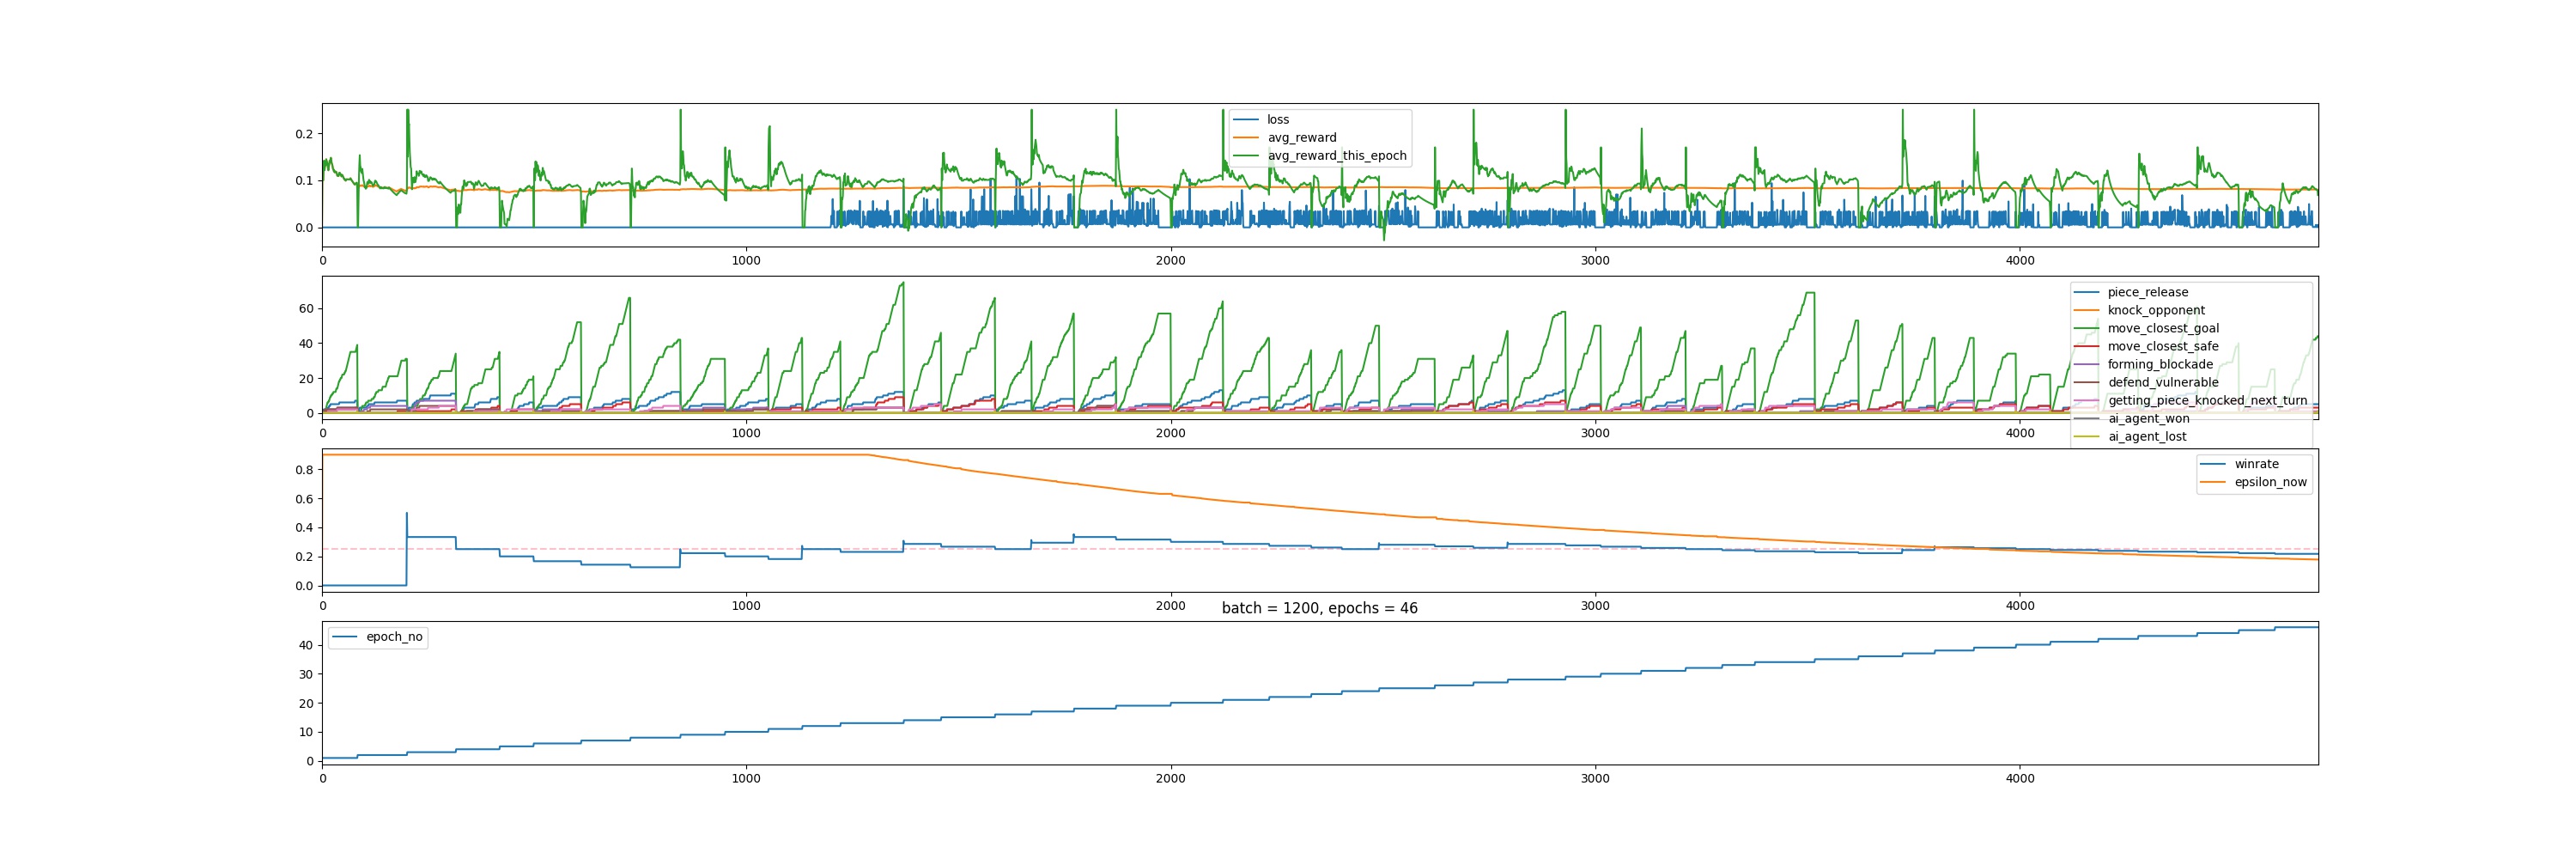 0.2
0.1
0.0
loss
avg_reward
avg_reward_this_epoch
0 1000 2000 3000 4000
60
40
20
0
piece_release
knock_opponent
move_closest_goal
move_closest_safe
forming_blockade
defend_vulnerable
getting_piece_knocked_next_turn
ai_agent_won
ai_agent_lost
0 1000 2000 3000 4000
0.8
0.6
0.4
0.2
0.0
winrate
epsilon_now
0 1000 2000 3000 4000
batch = 1200, epochs = 46
40
30
20
10
0
epoch_no
0 1000 2000 3000 4000